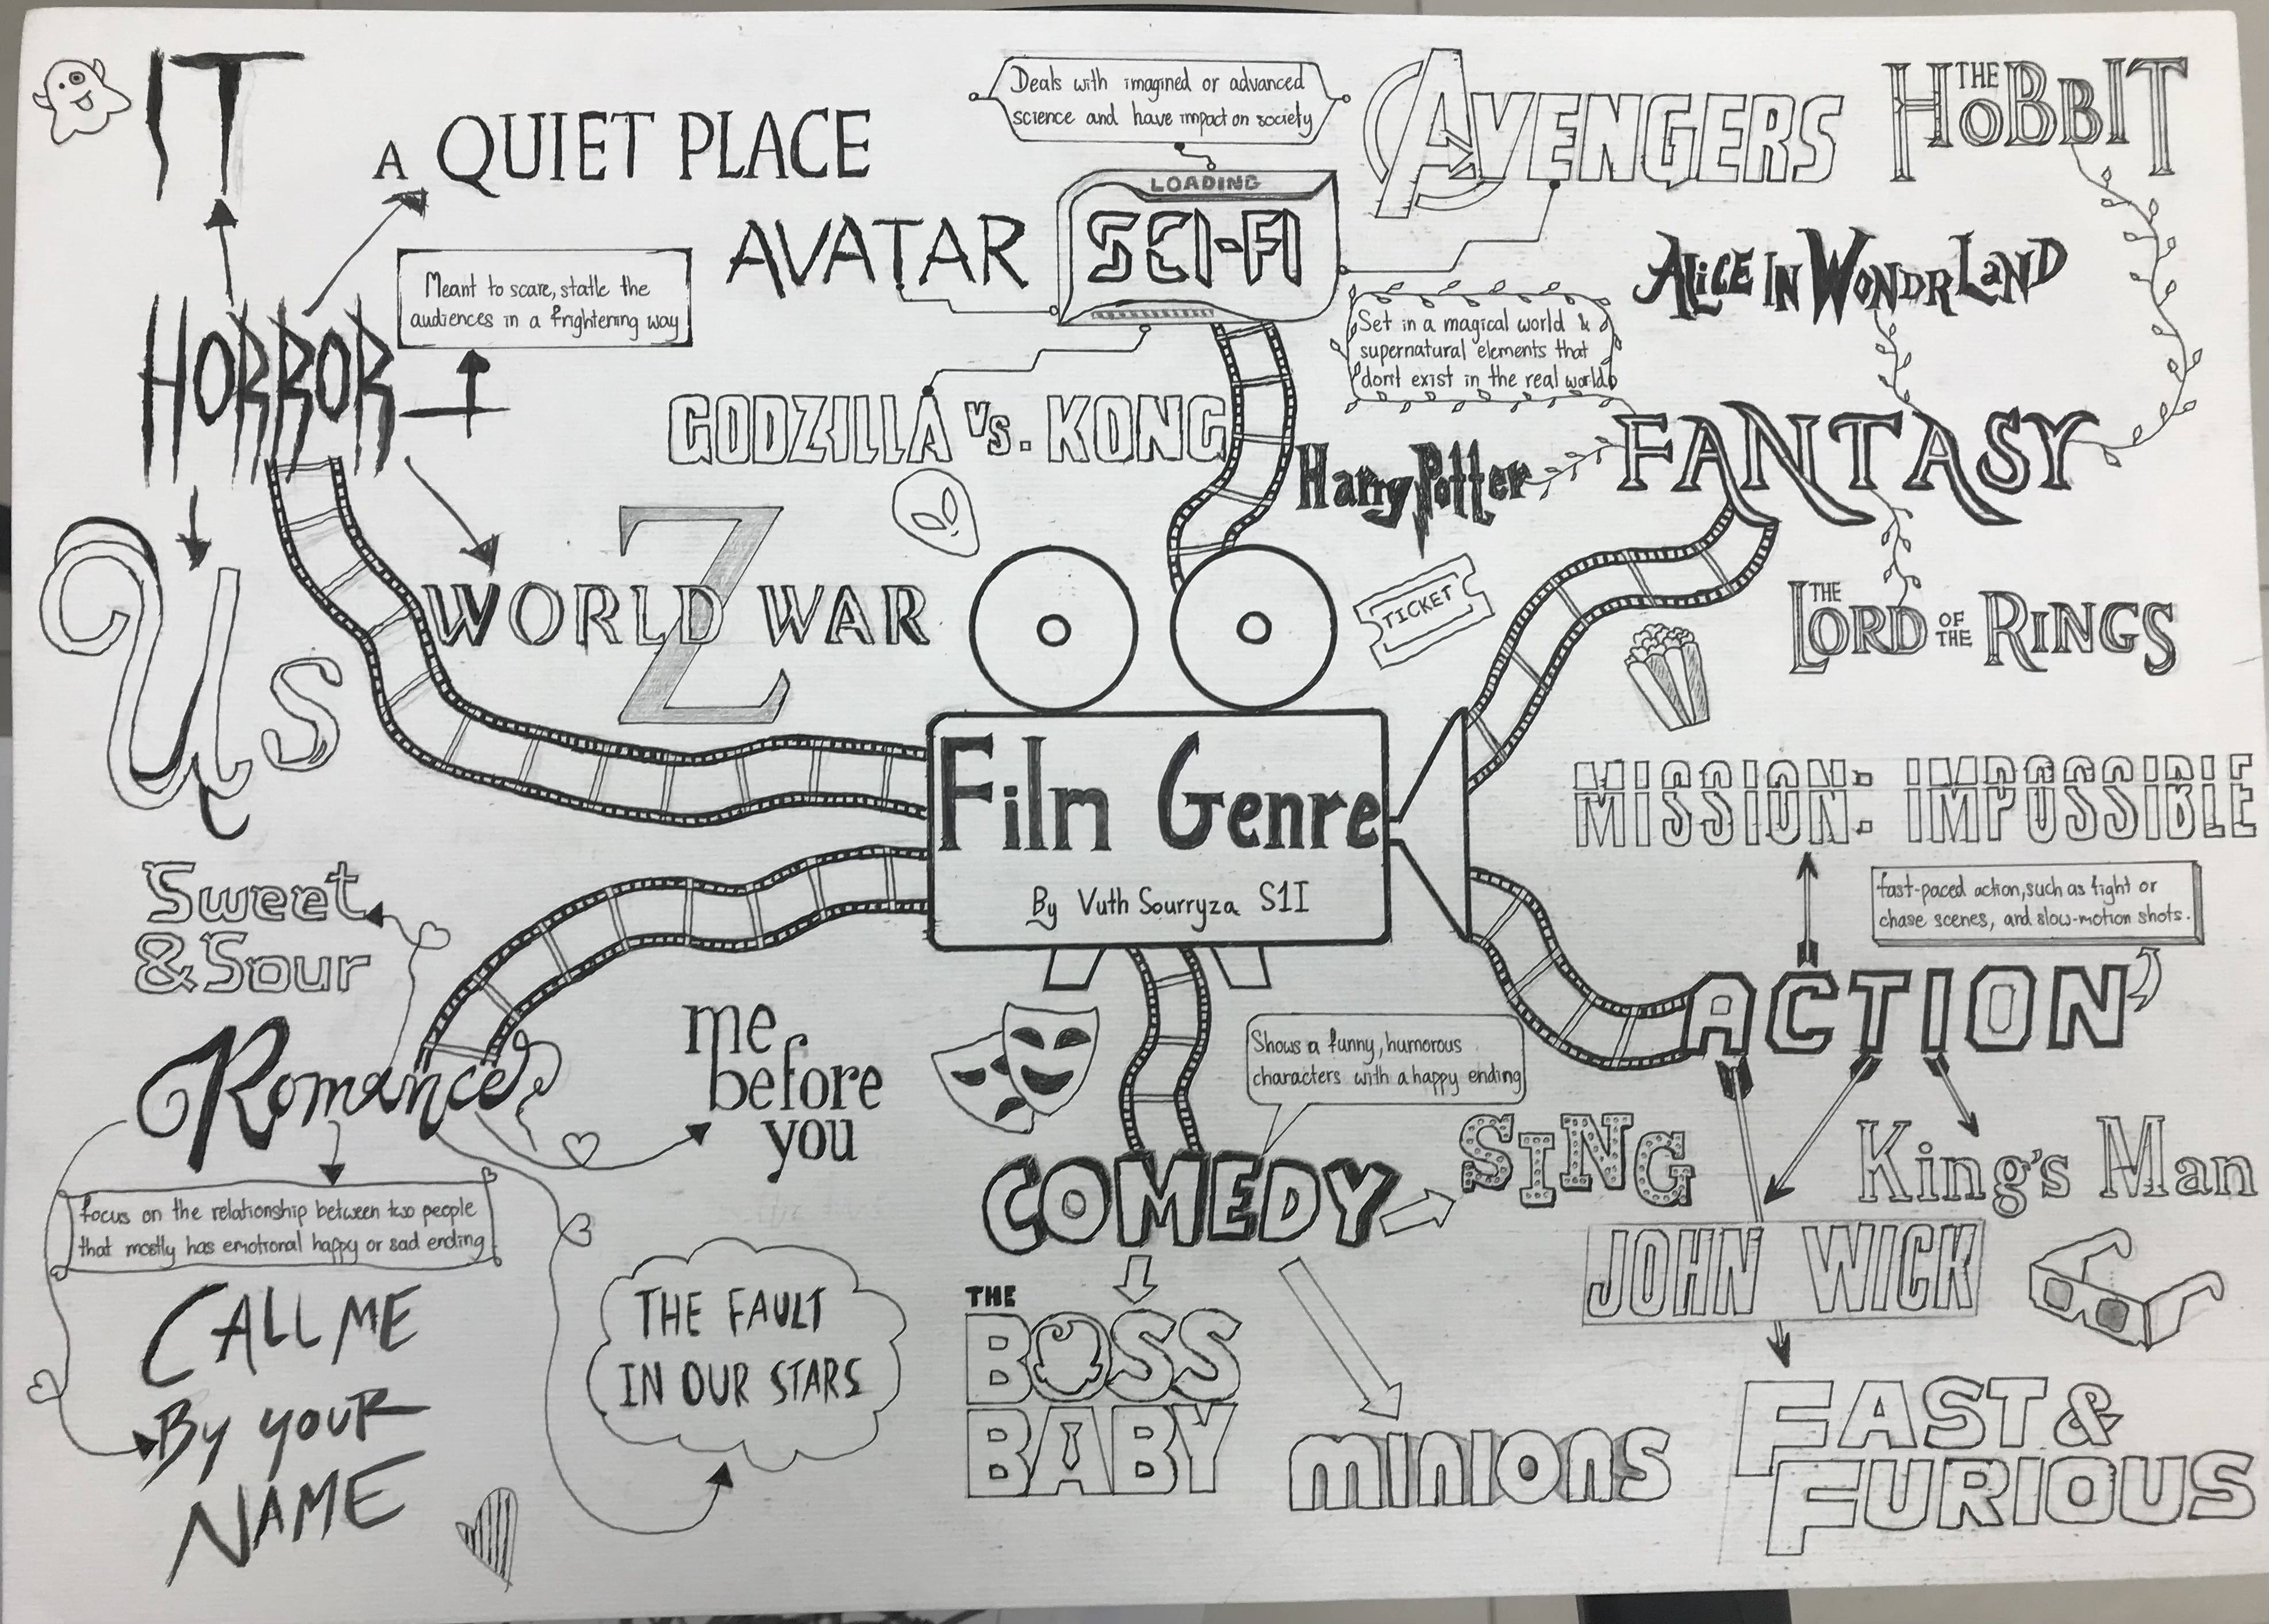 IT
A QUIET PLACE
HORROR
Meant to scare, statle the
audiences in a frightening way
Us
WORLD WAR
Z
Deals with imagined or advanced
science and have impact on society
LOADING
SCI-FI
AVATAR
GODZILLA Vs. KONG
AVENGERS
THE
HOBBIT
ALICE IN WONDRLAND
Set in a magical world &
supernatural elements that
don't exist in the real world
FANTASY
Harry Potter
THE
LORD OF THE RINGS
TICKET
Film Genre
By Vuth Sourryza S1I
MISSION: IMPOSSIBLE
fast-paced action, such as fight or
chase scenes, and slow-motion shots.
ACTION
King's Man
JOHN WICK
FAST &
FURIOUS
Shows a funny, humorous
characters with a happy ending
COMEDY
SING
THE
BOSS
BABY
minions
Sweet
& Sour
Romance
me
before
you
focus on the relationship between two people
that mostly has emotional happy or sad ending
CALL ME
By youR
NAME
THE FAULT
IN OUR STARS